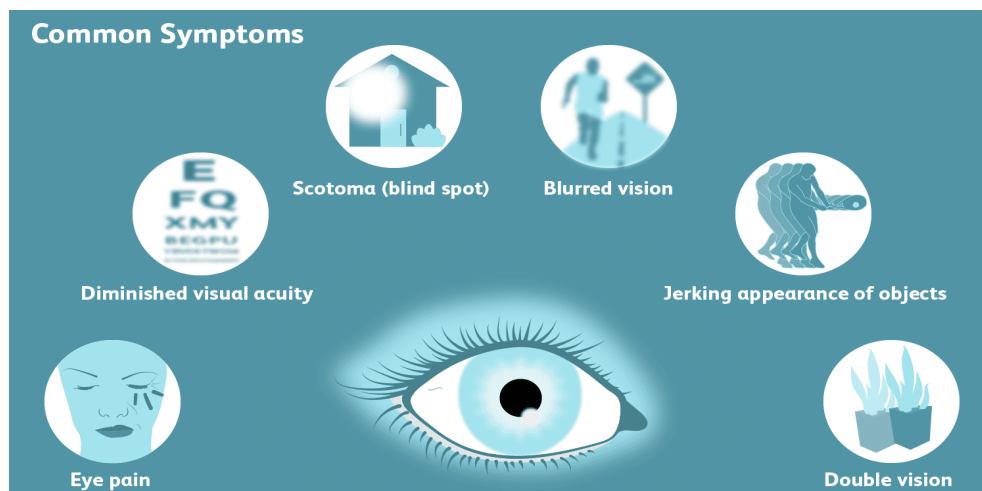 Common Symptoms
Scotoma (blind spot)
Blurred vision
E
FQ
XMY
BEGPU
Diminished visual acuity
Jerking appearance of objects
Eye pain
Double vision